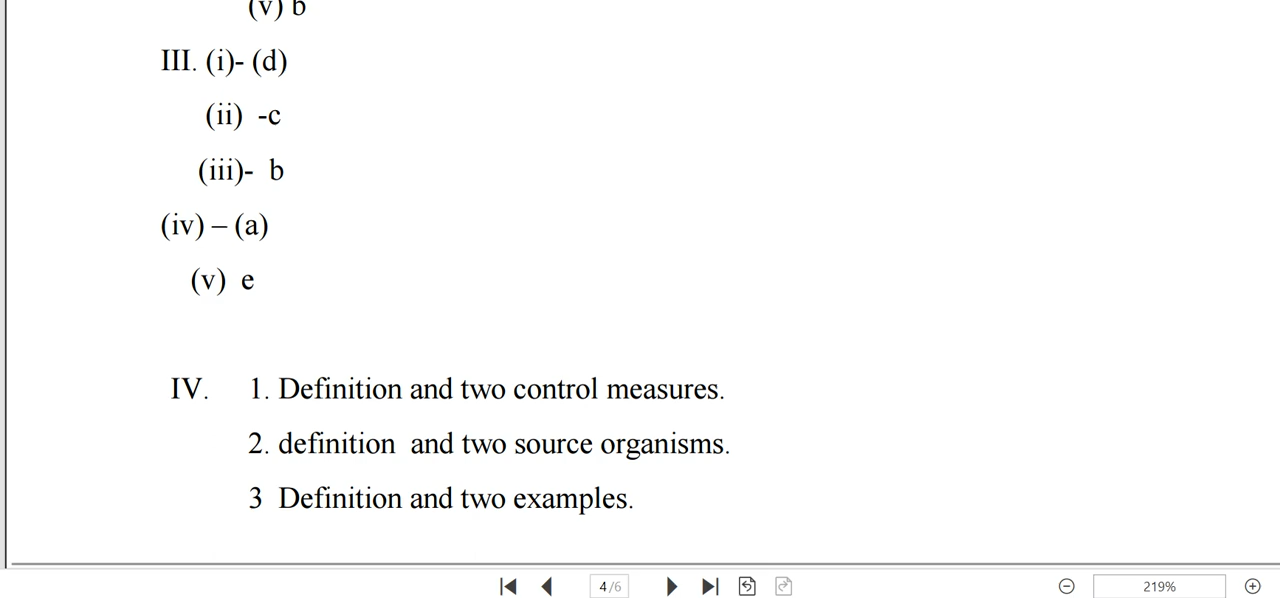 (v) b
III. (i)- (d)
(ii) -c
(iii)- b
(iv) – (a)
(v) e
IV. 1. Definition and two control measures.
2. definition and two source organisms.
3 Definition and two examples.
4 /6
219%